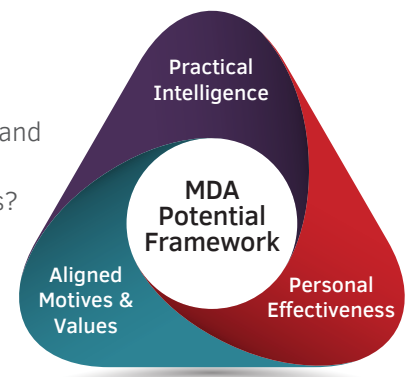 Practical
Intelligence
and
s?
MDA
Potential
Framework
Aligned
Motives &
Values
Personal
Effectiveness